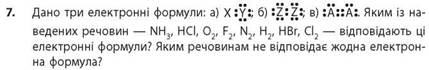 7. Дано три електронні формули: а) X:Y:; б) :Z:Z:; в) :A::A:. Яким із на-
ведених речовин — NH₃, HCl, O₂, F₂, N₂, H₂, HBr, Cl₂ — відповідають ці
електронні формули? Яким речовинам не відповідає жодна електрон-
на формула?